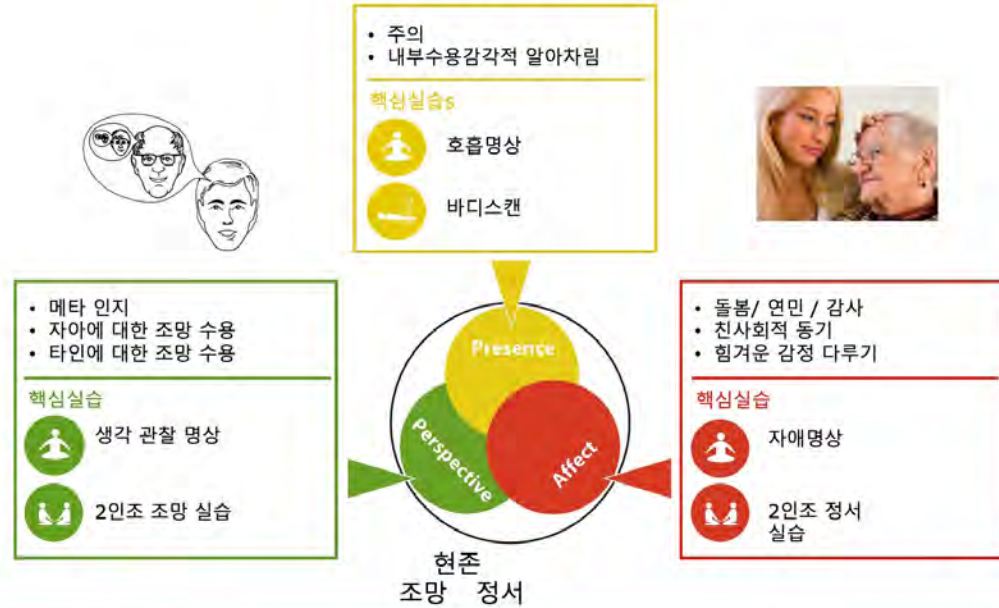 • 주의
• 내부수용감각적 알아차림
핵심실습s
호흡명상
바디스캔
• 메타 인지
• 자아에 대한 조망 수용
• 타인에 대한 조망 수용
핵심실습
생각 관찰 명상
2인조 조망 실습
Presence
Perspective
Affect
• 돌봄/ 연민 / 감사
• 친사회적 동기
• 힘겨운 감정 다루기
핵심실습
자애명상
2인조 정서
실습
현존
조망 정서